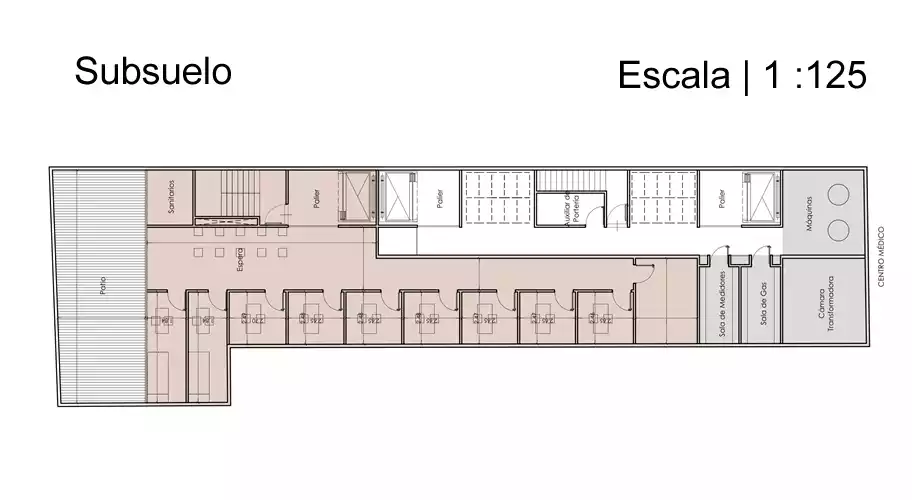 Subsuelo
Escala | 1 :125
Sanitarios
Palier
Palier
Auxiliar de
Portería
Palier
Máquinas
CENTRO MÉDICO
Espera
Patio
Sala de Medidores
Sala de Gas
Cámara
Transformadora